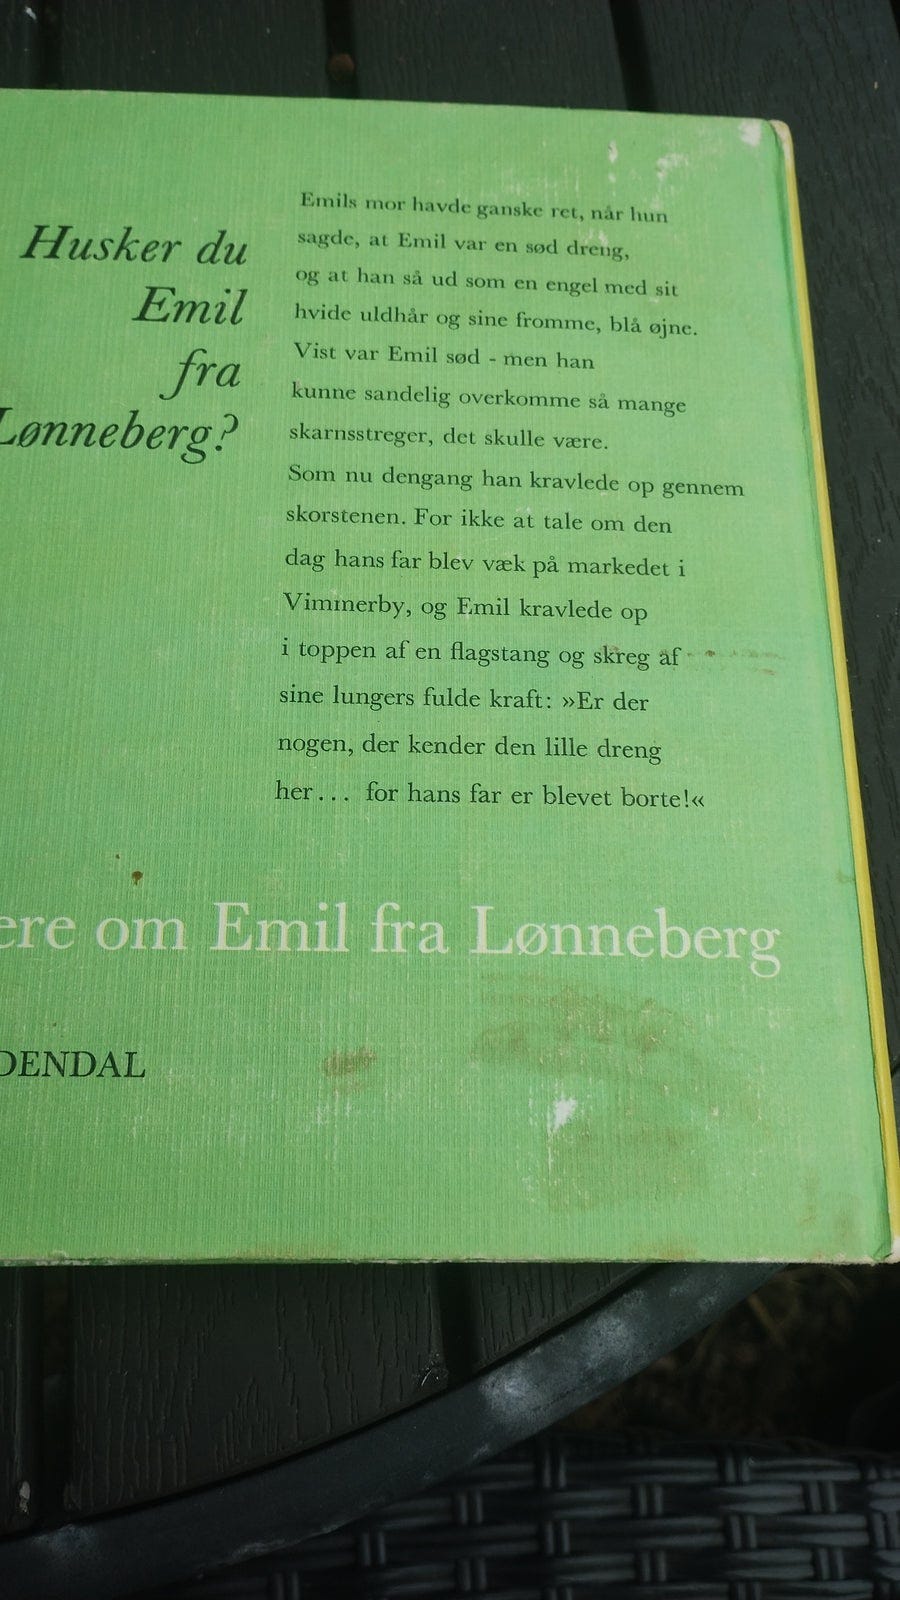 Husker du
Emil
fra
Lønneberg?
Emils mor havde ganske ret, når hun
sagde, at Emil var en sød dreng,
og at han så ud som en engel med sit
hvide uldhår og sine fromme, blå øjne.
Vist var Emil sød - men han
kunne sandelig overkomme så mange
skarnsstreger, det skulle være.
Som nu dengang han kravlede op gennem
skorstenen. For ikke at tale om den
dag hans far blev væk på markedet i
Vimmerby, og Emil kravlede op
i toppen af en flagstang og skreg af
sine lungers fulde kraft: »Er der
nogen, der kender den lille dreng
her... for hans far er blevet borte!«
ere om Emil fra Lønneberg
DENDAL